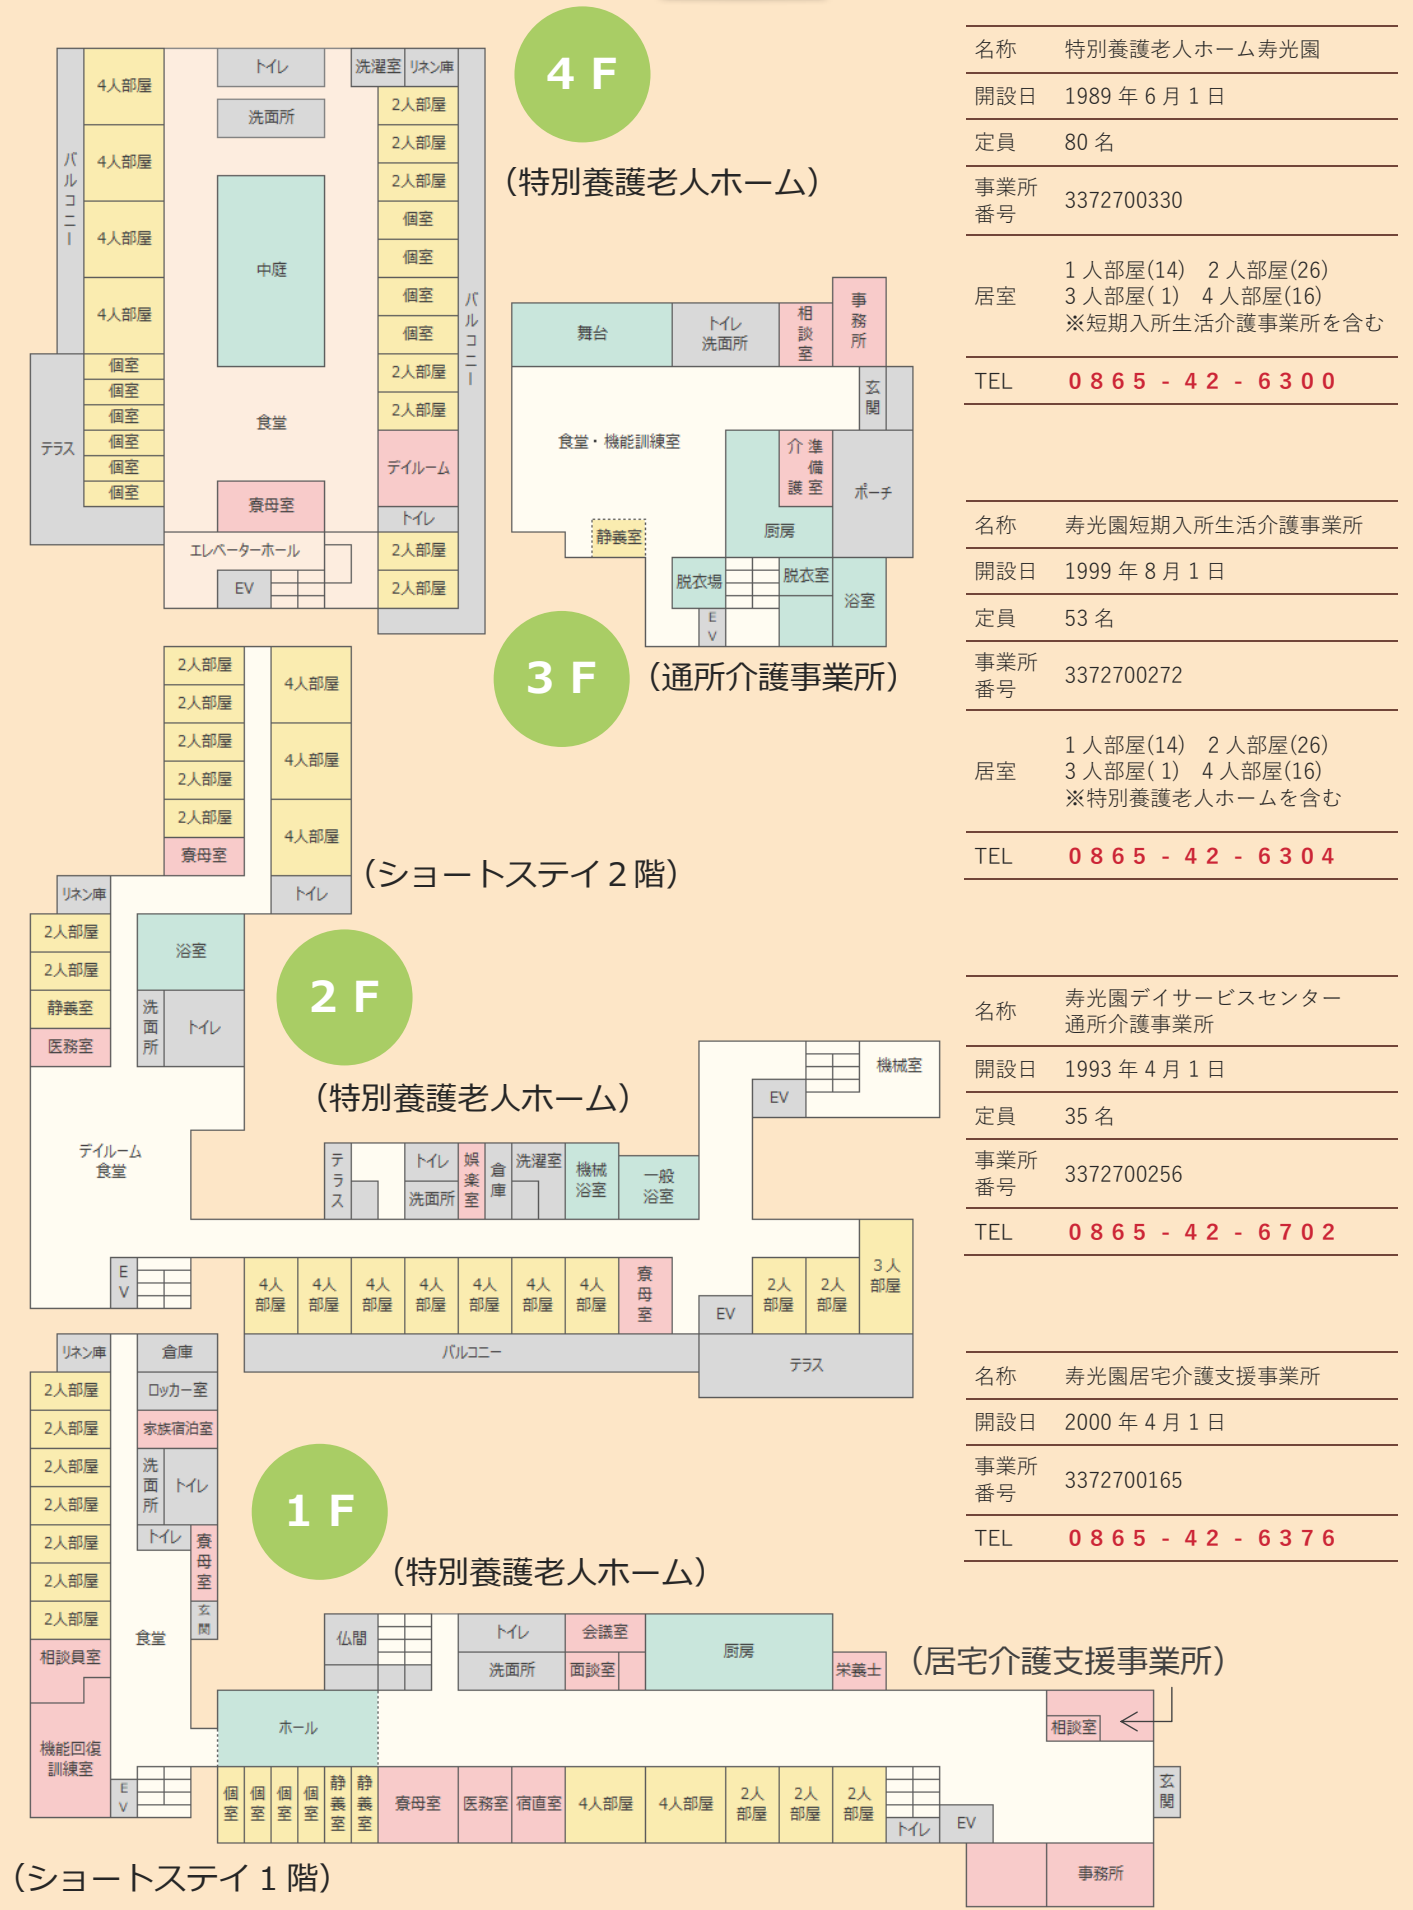 4 F
（特別養護老人ホーム）
トイレ
洗濯室
リネン庫
洗面所
4人部屋
4人部屋
4人部屋
4人部屋
バルコニー
2人部屋
2人部屋
2人部屋
個室
個室
個室
個室
2人部屋
2人部屋
バルコニー
中庭
食堂
個室
個室
個室
個室
個室
個室
テラス
デイルーム
寮母室
トイレ
エレベーターホール
EV
2人部屋
2人部屋
舞台
トイレ
洗面所
相談室
事務所
玄関
食堂・機能訓練室
介護
準備室
ポーチ
厨房
静養室
脱衣場
脱衣室
浴室
EV
3 F
（通所介護事業所）
2人部屋
2人部屋
2人部屋
2人部屋
2人部屋
寮母室
4人部屋
4人部屋
4人部屋
トイレ
（ショートステイ２階）
リネン庫
2人部屋
2人部屋
静養室
医務室
浴室
洗面所
トイレ
デイルーム
食堂
EV
2 F
（特別養護老人ホーム）
機械室
EV
テラス
トイレ
洗面所
娯楽室
倉庫
洗濯室
機械
浴室
一般
浴室
4人
部屋
4人
部屋
4人
部屋
4人
部屋
4人
部屋
4人
部屋
4人
部屋
寮母室
EV
2人
部屋
2人
部屋
3人
部屋
バルコニー
テラス
リネン庫
倉庫
ロッカー室
家族宿泊室
洗面所
トイレ
トイレ
寮母室
玄関
2人部屋
2人部屋
2人部屋
2人部屋
2人部屋
2人部屋
2人部屋
相談員室
機能回復
訓練室
食堂
EV
1 F
（特別養護老人ホーム）
仏間
トイレ
洗面所
会議室
面談室
厨房
栄養士
（居宅介護支援事業所）
相談室
ホール
個室
個室
個室
個室
静養室
静養室
寮母室
医務室
宿直室
4人部屋
4人部屋
2人
部屋
2人
部屋
2人
部屋
トイレ
EV
玄関
事務所
（ショートステイ１階）
名称 特別養護老人ホーム寿光園
開設日 1989 年 6 月 1 日
定員 80 名
事業所
番号 3372700330
居室 1 人部屋(14) 2 人部屋(26)
3 人部屋( 1) 4 人部屋(16)
※短期入所生活介護事業所を含む
TEL 0865 - 42 - 6300
名称 寿光園短期入所生活介護事業所
開設日 1999 年 8 月 1 日
定員 53 名
事業所
番号 3372700272
居室 1 人部屋(14) 2 人部屋(26)
3 人部屋( 1) 4 人部屋(16)
※特別養護老人ホームを含む
TEL 0865 - 42 - 6304
名称 寿光園デイサービスセンター
通所介護事業所
開設日 1993 年 4 月 1 日
定員 35 名
事業所
番号 3372700256
TEL 0865 - 42 - 6702
名称 寿光園居宅介護支援事業所
開設日 2000 年 4 月 1 日
事業所
番号 3372700165
TEL 0865 - 42 - 6376